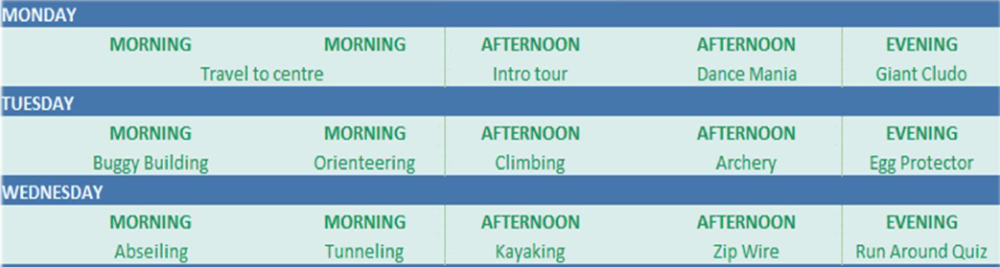 MONDAY
MORNING MORNING AFTERNOON AFTERNOON EVENING
Travel to centre Intro tour Dance Mania Giant Cludo
TUESDAY
MORNING MORNING AFTERNOON AFTERNOON EVENING
Buggy Building Orienteering Climbing Archery Egg Protector
WEDNESDAY
MORNING MORNING AFTERNOON AFTERNOON EVENING
Abseiling Tunneling Kayaking Zip Wire Run Around Quiz